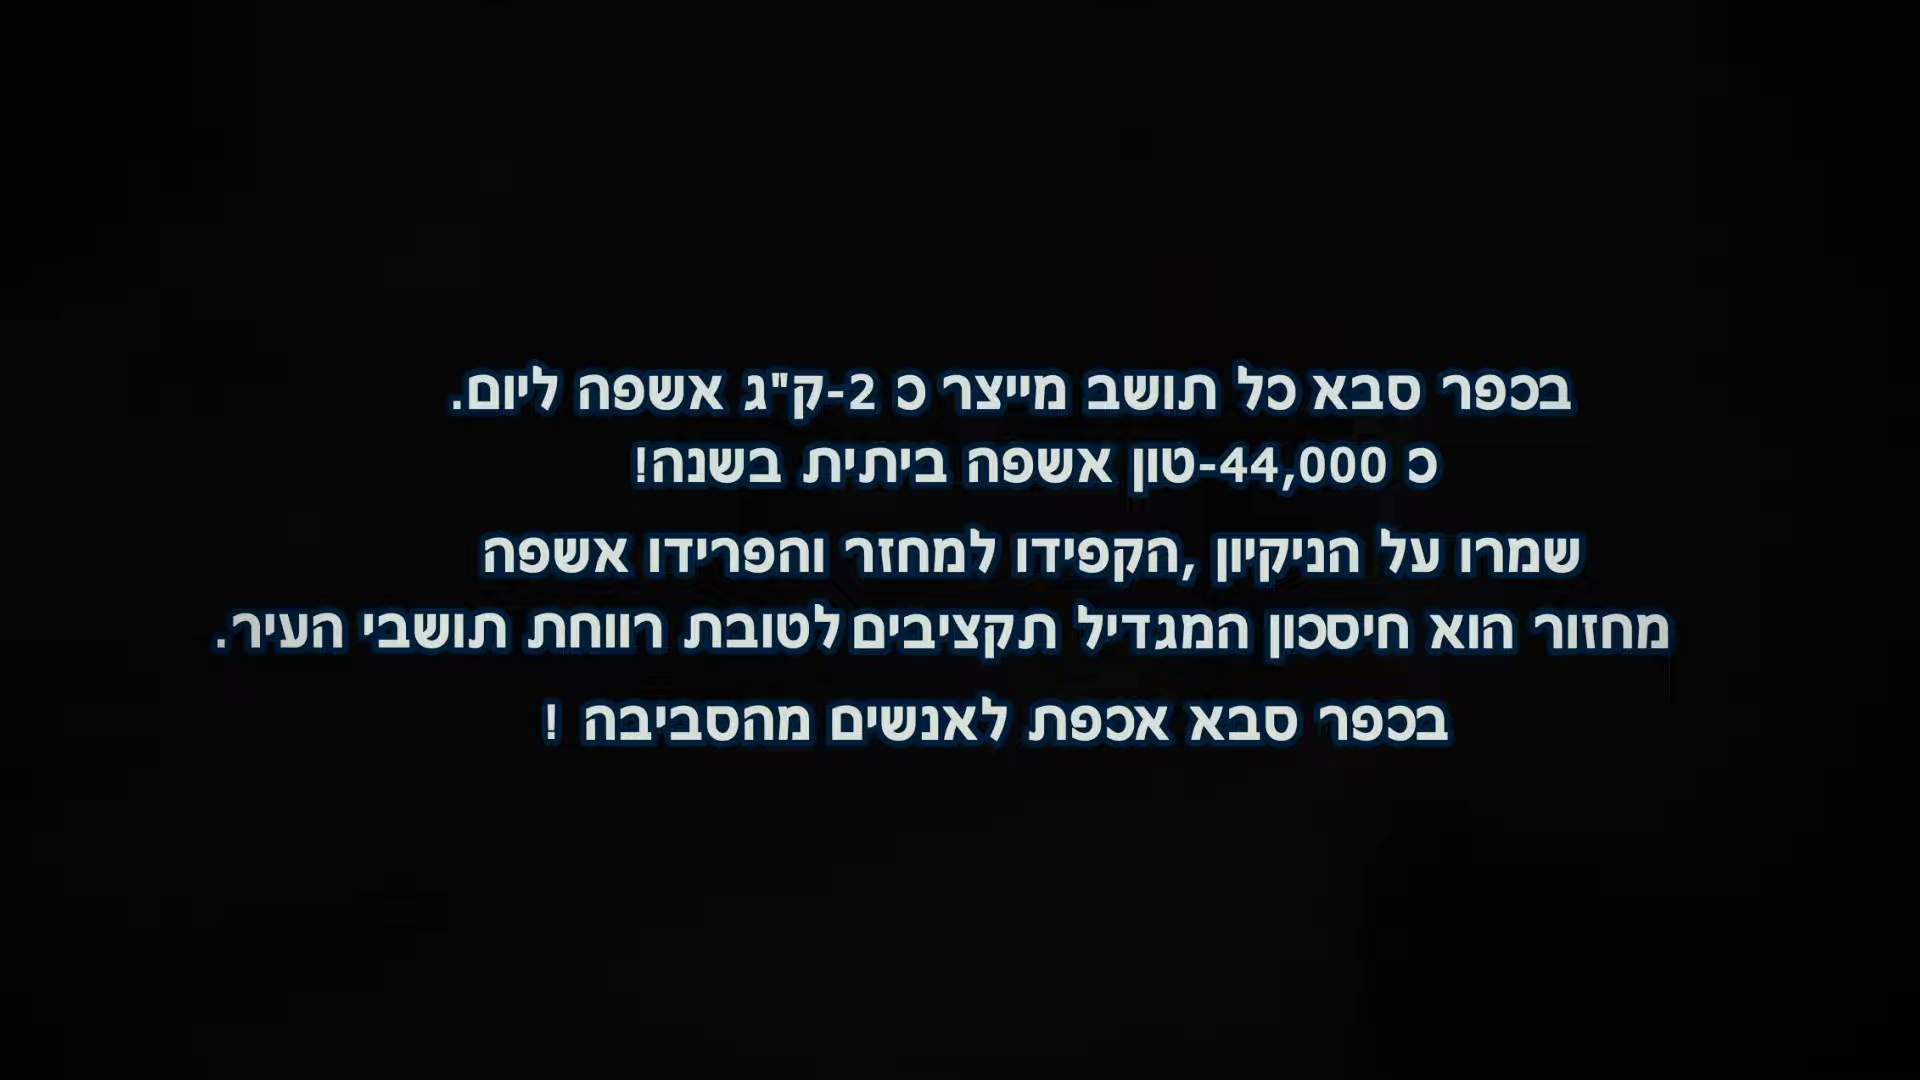 בכפר סבא כל תושב מייצר כ 2-ק"ג אשפה ליום.
כ 44,000-טון אשפה ביתית בשנה!
שמרו על הניקיון ,הקפידו למחזר והפרידו אשפה
מחזור הוא חיסכון המגדיל תקציבים לטובת רווחת תושבי העיר.
בכפר סבא אכפת לאנשים מהסביבה !